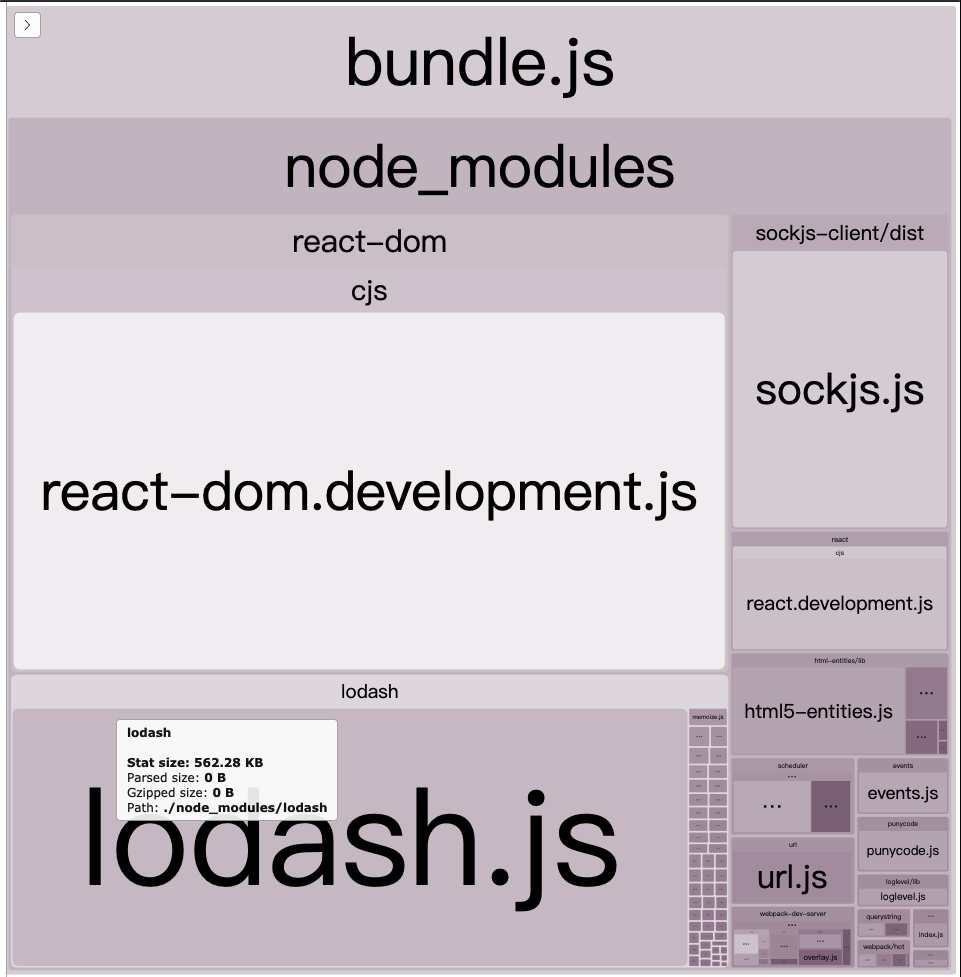 bundle.js
node_modules
react-dom
cjs
react-dom.development.js
lodash
lodash.js
lodash
Stat size: 562.28 KB
Parsed size: 0 B
Gzipped size: 0 B
Path: ./node_modules/lodash
memoize.js
sockjs-client/dist
sockjs.js
react
cjs
react.development.js
html-entities/lib
html5-entities.js
...
...
scheduler
...
...
...
events
events.js
punycode
punycode.js
url
url.js
loglevel/lib
loglevel.js
webpack-dev-server
...
overlay.js
querystring
...
index.js
webpack/hot